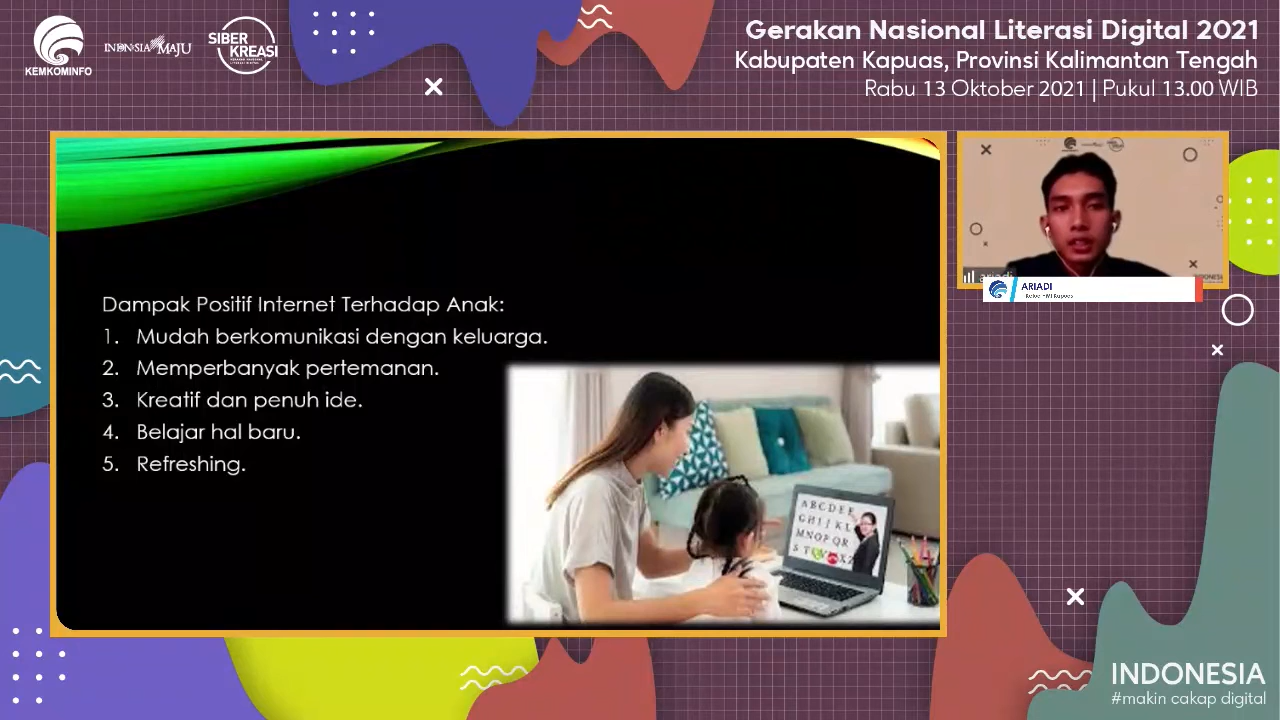 KEMKOMINFO
INDONESIA MAJU
SIBER
KREASI
Gerakan Nasional Literasi Digital 2021
Kabupaten Kapuas, Provinsi Kalimantan Tengah
Rabu 13 Oktober 2021 | Pukul 13.00 WIB
Dampak Positif Internet Terhadap Anak:
1. Mudah berkomunikasi dengan keluarga.
2. Memperbanyak pertemanan.
3. Kreatif dan penuh ide.
4. Belajar hal baru.
5. Refreshing.
A B C D E F
G H I J K L
M N O P Q R
S T U V W X Z
ariadi
ARIADI
Kapuas
INDONESIA
#makin cakap digital